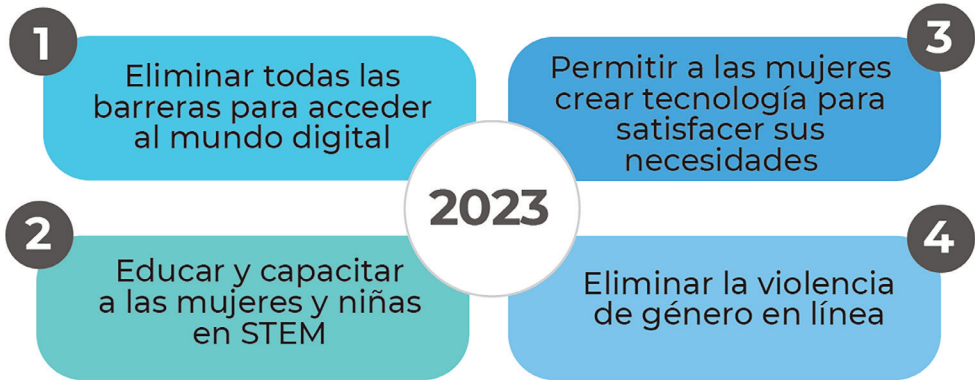 1
Eliminar todas las
barreras para acceder
al mundo digital
2
Educar y capacitar
a las mujeres y niñas
en STEM
2023
3
Permitir a las mujeres
crear tecnología para
satisfacer sus
necesidades
4
Eliminar la violencia
de género en línea